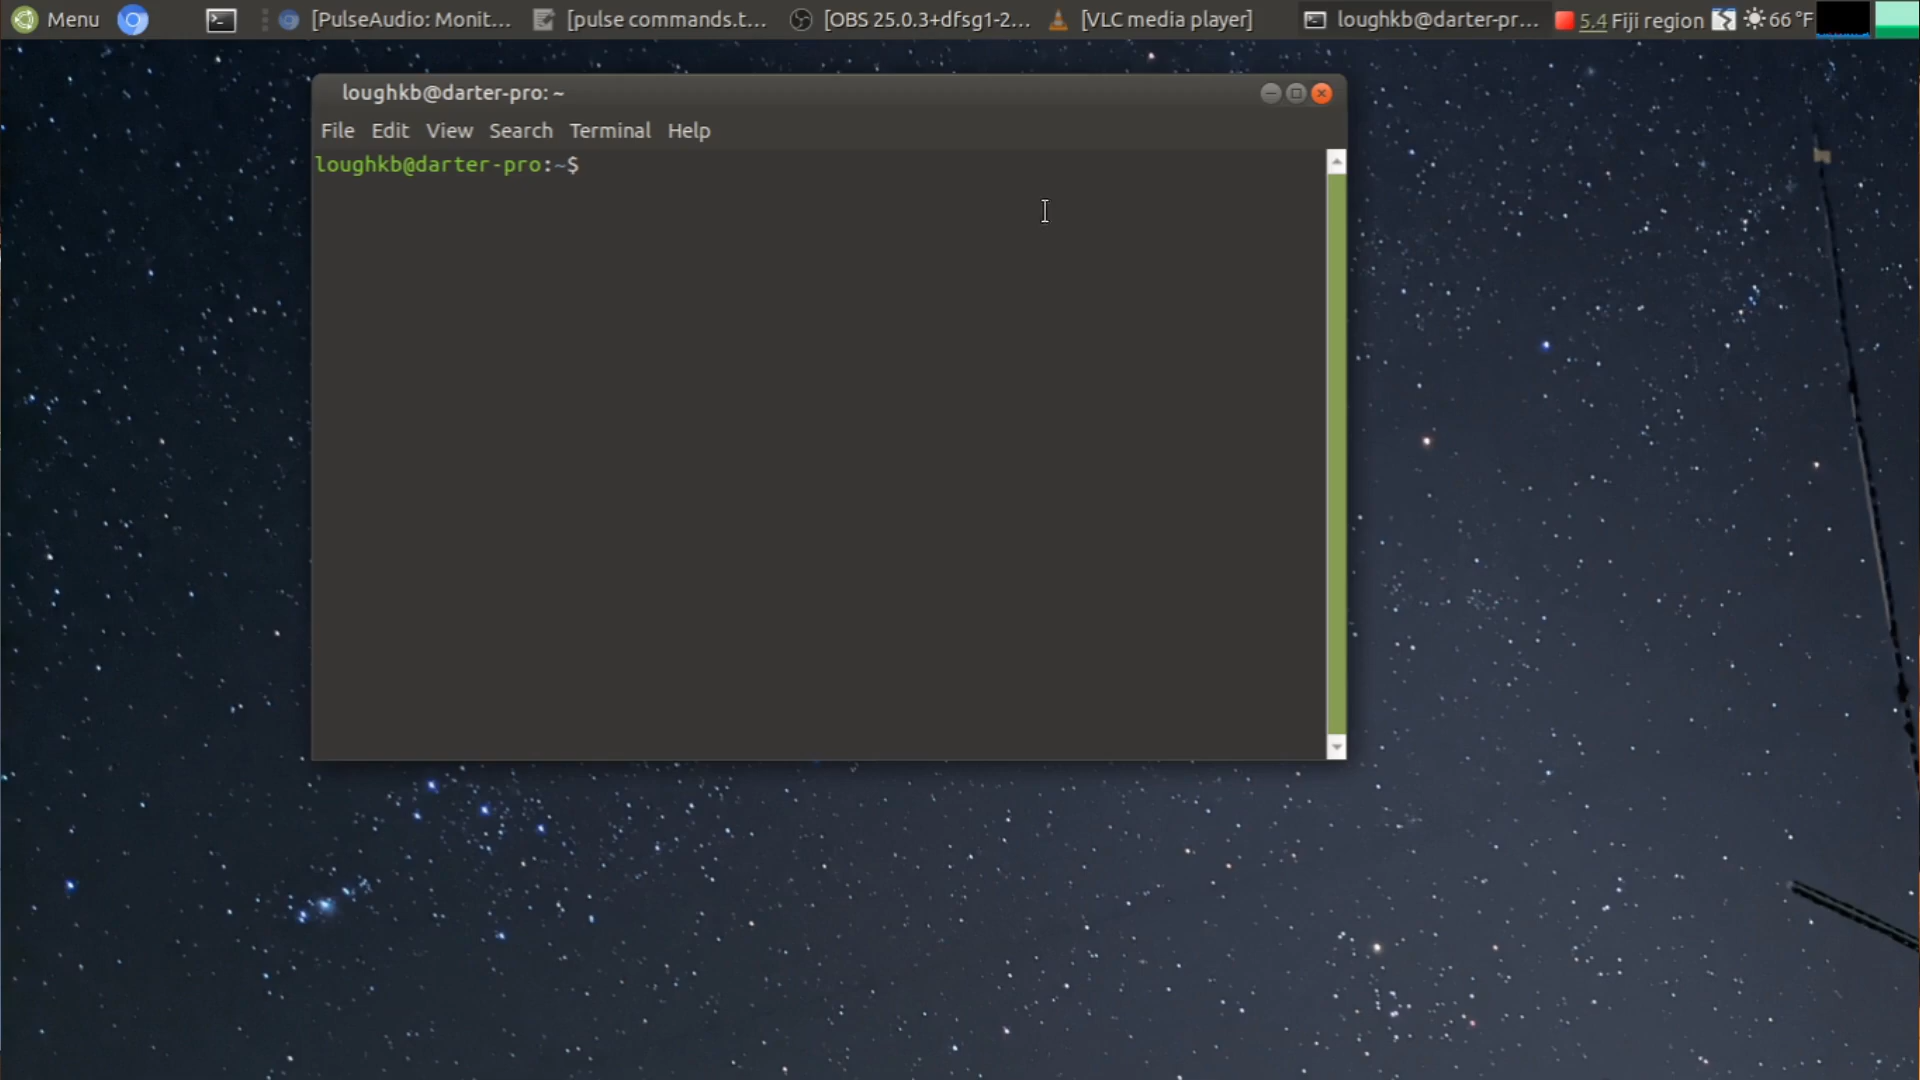 Menu [PulseAudio: Monit... [pulse commands.t... [OBS 25.0.3+dfsg1-2... [VLC media player] loughkb@darter-pr... 5.4 Fiji region 66 °F
loughkb@darter-pro: ~
File Edit View Search Terminal Help
loughkb@darter-pro:~$